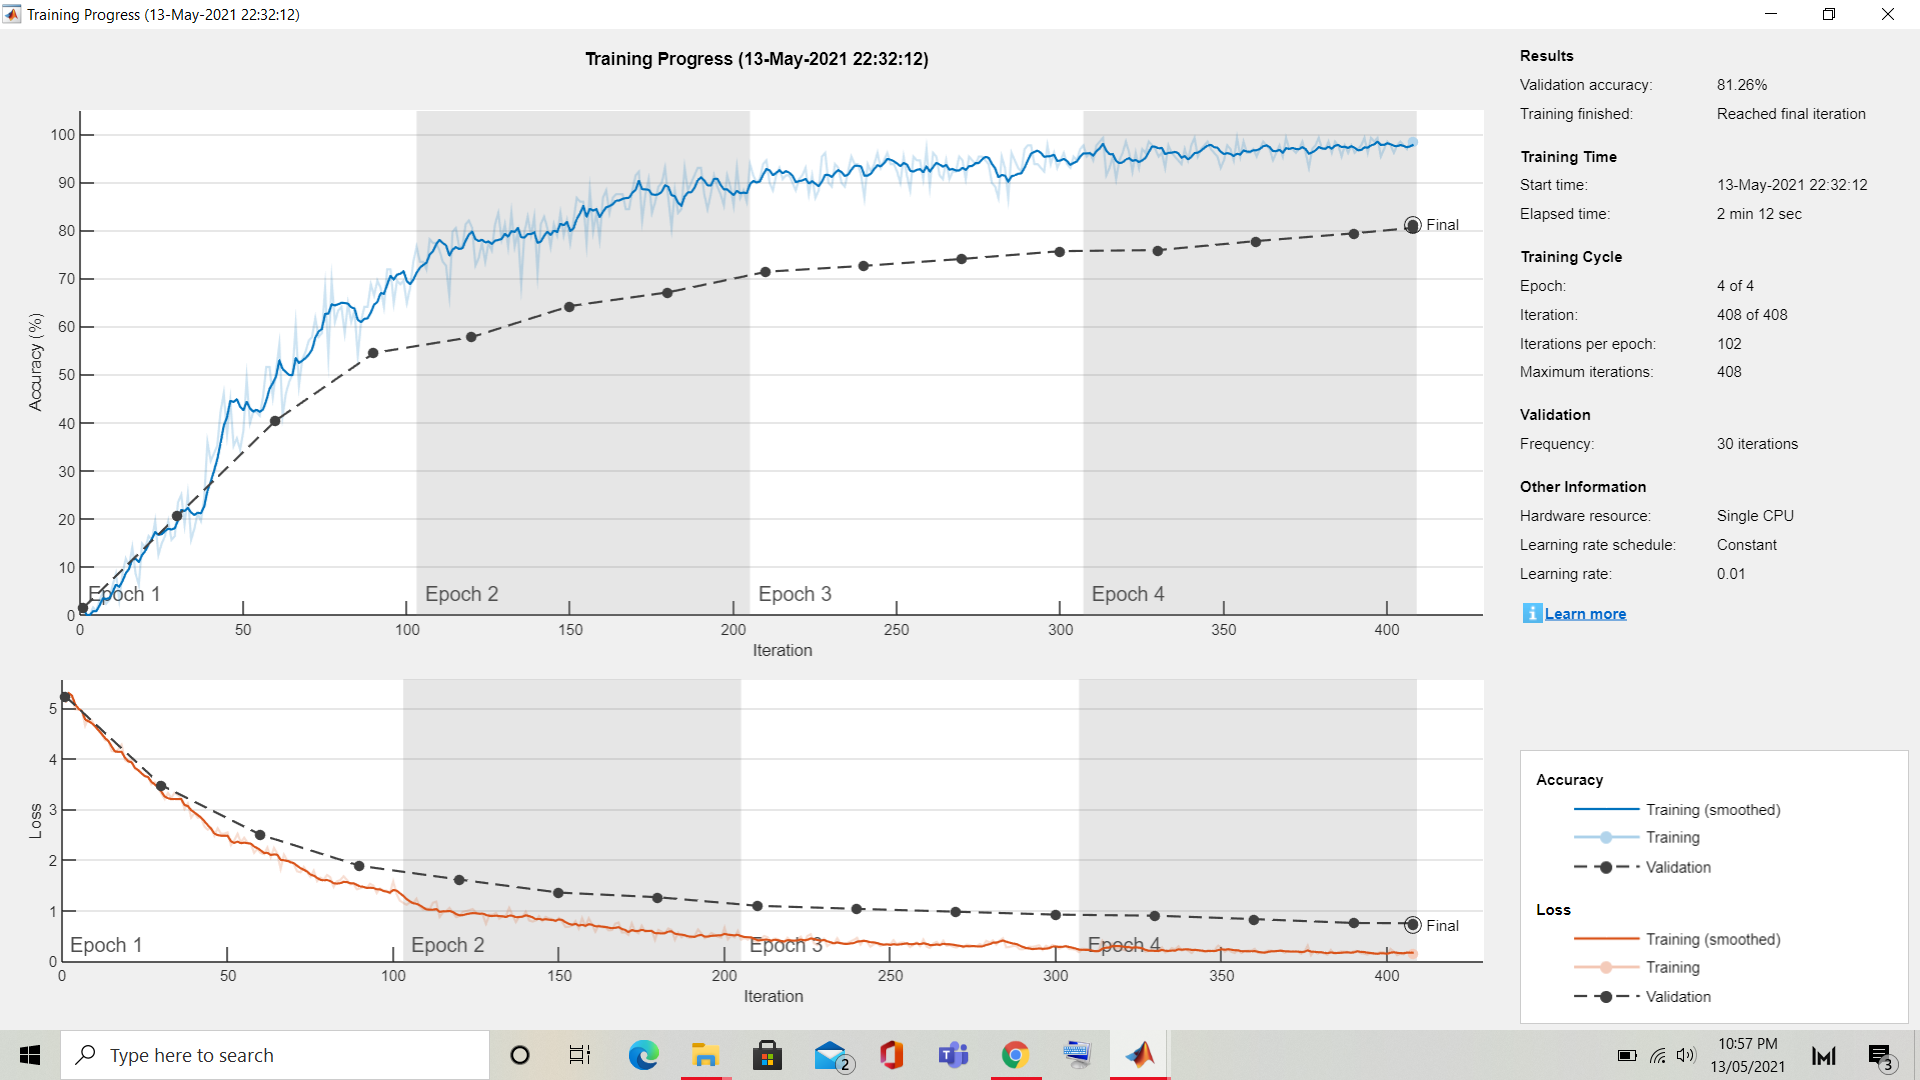 Training Progress (13-May-2021 22:32:12)
Training Progress (13-May-2021 22:32:12)
Accuracy (%)
100
90
80
70
60
50
40
30
20
10
0
Final
Epoch 1
Epoch 2
Epoch 3
Epoch 4
0 50 100 150 200 250 300 350 400
Iteration
Loss
5
4
3
2
1
0
Final
Epoch 1
Epoch 2
Epoch 3
Epoch 4
0 50 100 150 200 250 300 350 400
Iteration
Results
Validation accuracy: 81.26%
Training finished: Reached final iteration
Training Time
Start time: 13-May-2021 22:32:12
Elapsed time: 2 min 12 sec
Training Cycle
Epoch: 4 of 4
Iteration: 408 of 408
Iterations per epoch: 102
Maximum iterations: 408
Validation
Frequency: 30 iterations
Other Information
Hardware resource: Single CPU
Learning rate schedule: Constant
Learning rate: 0.01
i Learn more
Accuracy
Training (smoothed)
Training
Validation
Loss
Training (smoothed)
Training
Validation
Type here to search
2
T
10:57 PM
13/05/2021
3